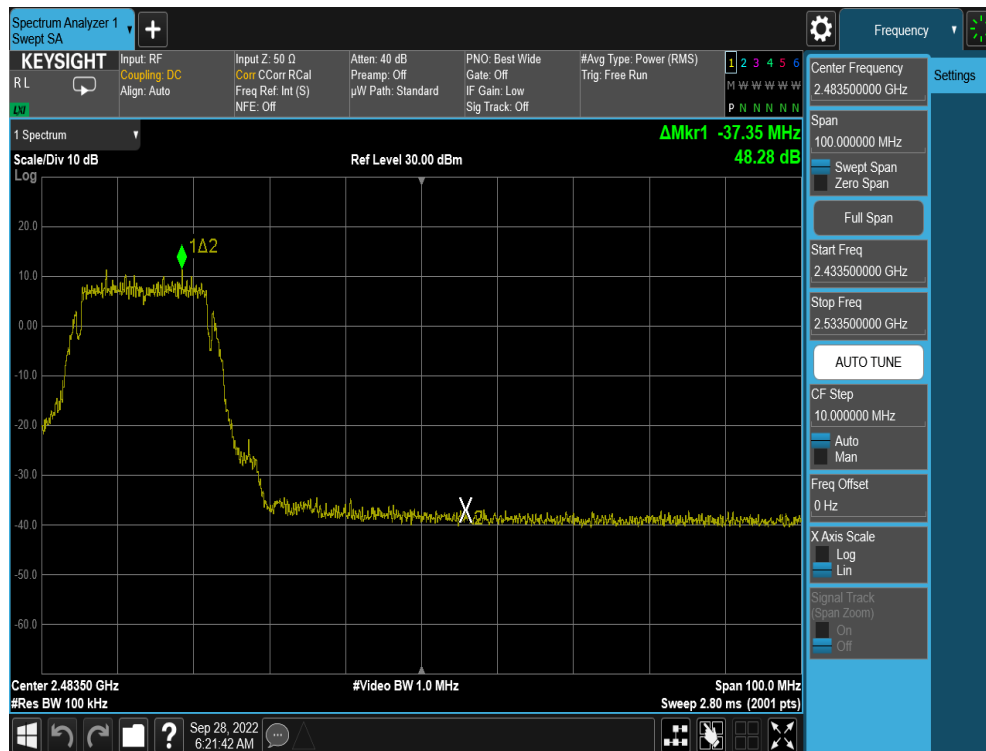 Spectrum Analyzer 1
Swept SA
+
Frequency
KEYSIGHT
R L
LXI
Input: RF
Coupling: DC
Align: Auto
Input Z: 50 Ω
Corr CCorr RCal
Freq Ref: Int (S)
NFE: Off
Atten: 40 dB
Preamp: Off
µW Path: Standard
PNO: Best Wide
Gate: Off
IF Gain: Low
Sig Track: Off
#Avg Type: Power (RMS)
Trig: Free Run
1 2 3 4 5 6
M W W W W W
P N N N N N
1 Spectrum
Scale/Div 10 dB
Log
Ref Level 30.00 dBm
ΔMkr1 -37.35 MHz
48.28 dB
20.0
10.0
0.00
-10.0
-20.0
-30.0
-40.0
-50.0
-60.0
1Δ2
X2
Center 2.48350 GHz
#Res BW 100 kHz
#Video BW 1.0 MHz
Span 100.0 MHz
Sweep 2.80 ms (2001 pts)
Center Frequency
2.483500000 GHz
Settings
Span
100.000000 MHz
Swept Span
Zero Span
Full Span
Start Freq
2.433500000 GHz
Stop Freq
2.533500000 GHz
AUTO TUNE
CF Step
10.000000 MHz
Auto
Man
Freq Offset
0 Hz
X Axis Scale
Log
Lin
Signal Track
(Span Zoom)
On
Off
?
Sep 28, 2022
6:21:42 AM